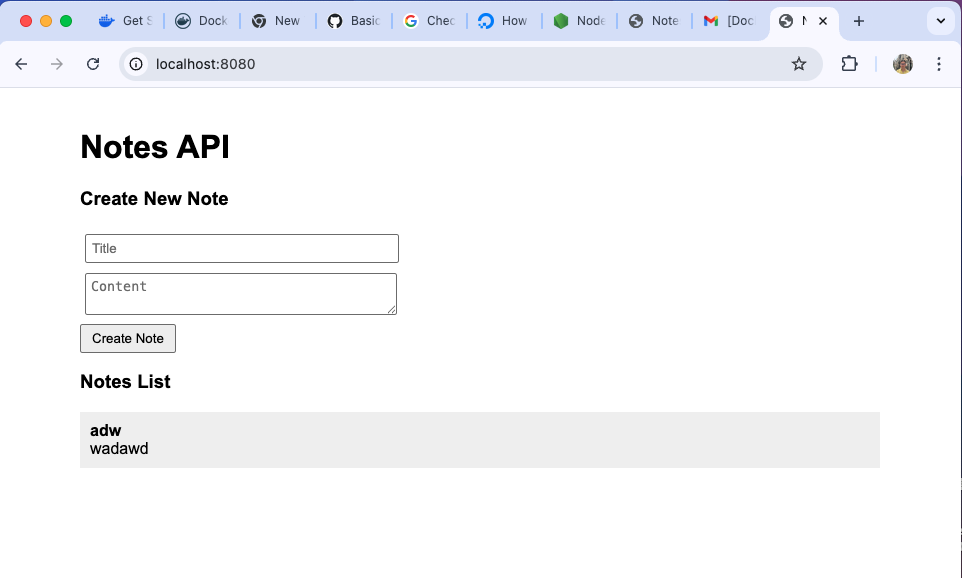 Get S
Dock
New
Basic
Chec
How
Node
Note
[Doc
N
localhost:8080
Notes API
Create New Note
Title
Content
Create Note
Notes List
adw
wadawd